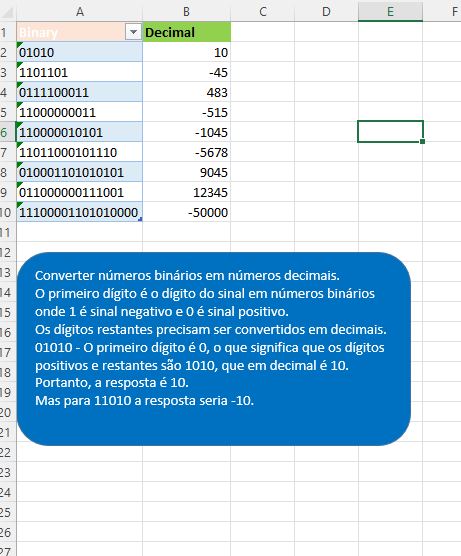 A B C D E F
1 Binary Decimal
2 01010 10
3 1101101 -45
4 0111100011 483
5 11000000011 -515
6 110000010101 -1045
7 11011000101110 -5678
8 010001101010101 9045
9 011000000111001 12345
10 11100001101010000 -50000
11
12
13 Converter números binários em números decimais.
14 O primeiro dígito é o dígito do sinal em números binários
15 onde 1 é sinal negativo e 0 é sinal positivo.
16 Os dígitos restantes precisam ser convertidos em decimais.
17 01010 - O primeiro dígito é 0, o que significa que os dígitos
18 positivos e restantes são 1010, que em decimal é 10.
19 Portanto, a resposta é 10.
20 Mas para 11010 a resposta seria -10.
21
22
23
24
25
26
27